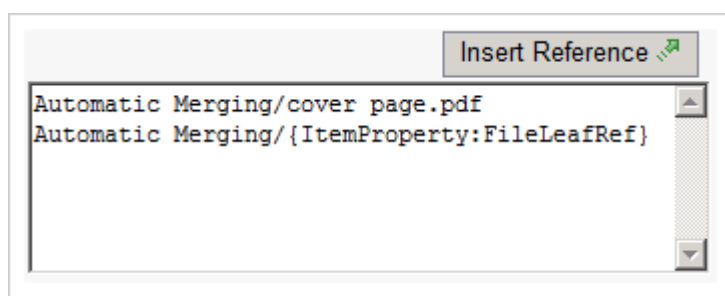 Insert Reference
Automatic Merging/cover page.pdf
Automatic Merging/{ItemProperty:FileLeafRef}